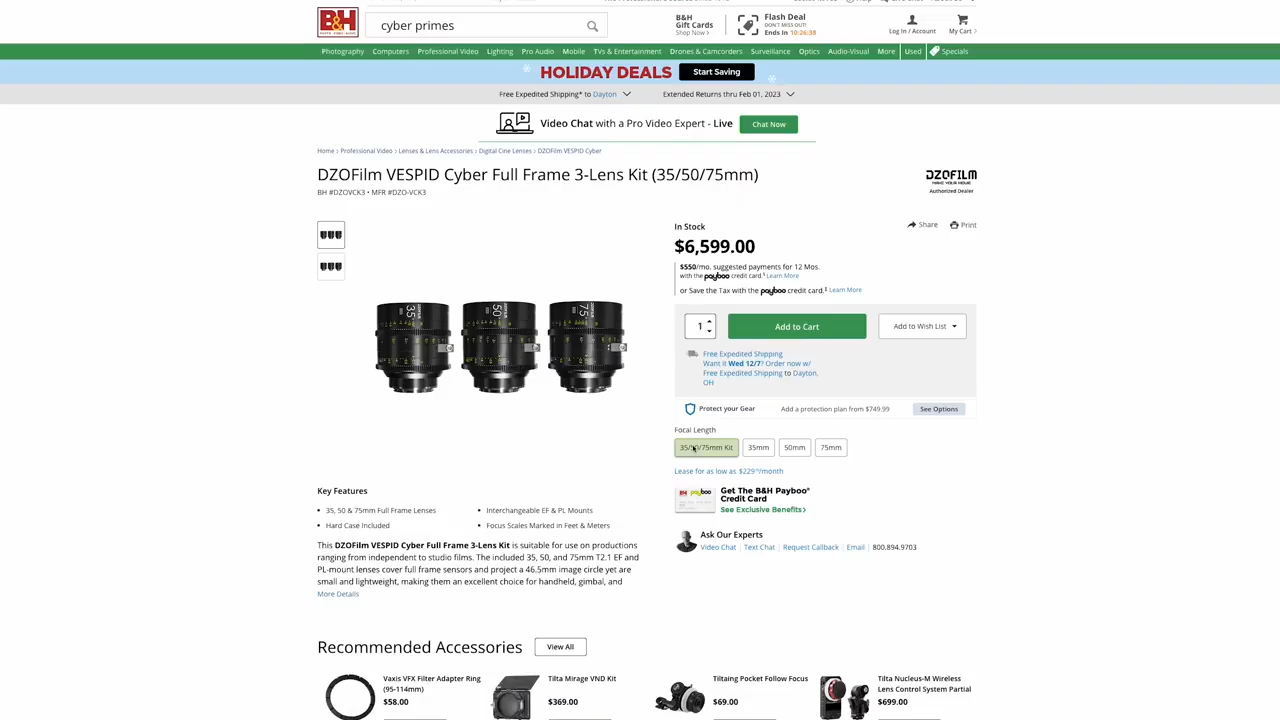 B&H
PHOTO · VIDEO · PRO AUDIO
cyber primes
B&H
Gift Cards
Shop Now >
Flash Deal
DON'T MISS OUT!
Ends In 10:26:38
Log In / Account
My Cart >
Photography Computers Professional Video Lighting Pro Audio Mobile TVs & Entertainment Drones & Camcorders Surveillance Optics Audio-Visual More Used Specials
HOLIDAY DEALS Start Saving
Free Expedited Shipping* to Dayton Extended Returns thru Feb 01, 2023
Video Chat with a Pro Video Expert - Live Chat Now
Home > Professional Video > Lenses & Lens Accessories > Digital Cine Lenses > DZOFilm VESPID Cyber
DZOFilm VESPID Cyber Full Frame 3-Lens Kit (35/50/75mm)
BH #DZOVCK3 • MFR #DZO-VCK3
DZOFILM
MAKE YOUR MOVIE
Authorized Dealer
In Stock
Share Print
$6,599.00
$550/mo. suggested payments for 12 Mos.
with the payboo credit card.§ Learn More
or Save the Tax with the payboo credit card.‡ Learn More
1 Add to Cart Add to Wish List
Free Expedited Shipping
Want it Wed 12/7? Order now w/
Free Expedited Shipping to Dayton,
OH
Protect your Gear Add a protection plan from $749.99 See Options
Focal Length
35/50/75mm Kit 35mm 50mm 75mm
Lease for as low as $229 /month
35 50 75
B&H payboo
Get The B&H Payboo®
Credit Card
See Exclusive Benefits >
Ask Our Experts
Video Chat | Text Chat | Request Callback | Email | 800.894.9703
Key Features
• 35, 50 & 75mm Full Frame Lenses
• Interchangeable EF & PL Mounts
• Hard Case Included
• Focus Scales Marked in Feet & Meters
This DZOFilm VESPID Cyber Full Frame 3-Lens Kit is suitable for use on productions
ranging from independent to studio films. The included 35, 50, and 75mm T2.1 EF and
PL-mount lenses cover full frame sensors and project a 46.5mm image circle yet are
small and lightweight, making them an excellent choice for handheld, gimbal, and
More Details
Recommended Accessories View All
Vaxis VFX Filter Adapter Ring
(95-114mm)
$58.00
Tilta Mirage VND Kit
$369.00
Tiltaing Pocket Follow Focus
$69.00
Tilta Nucleus-M Wireless
Lens Control System Partial
$699.00